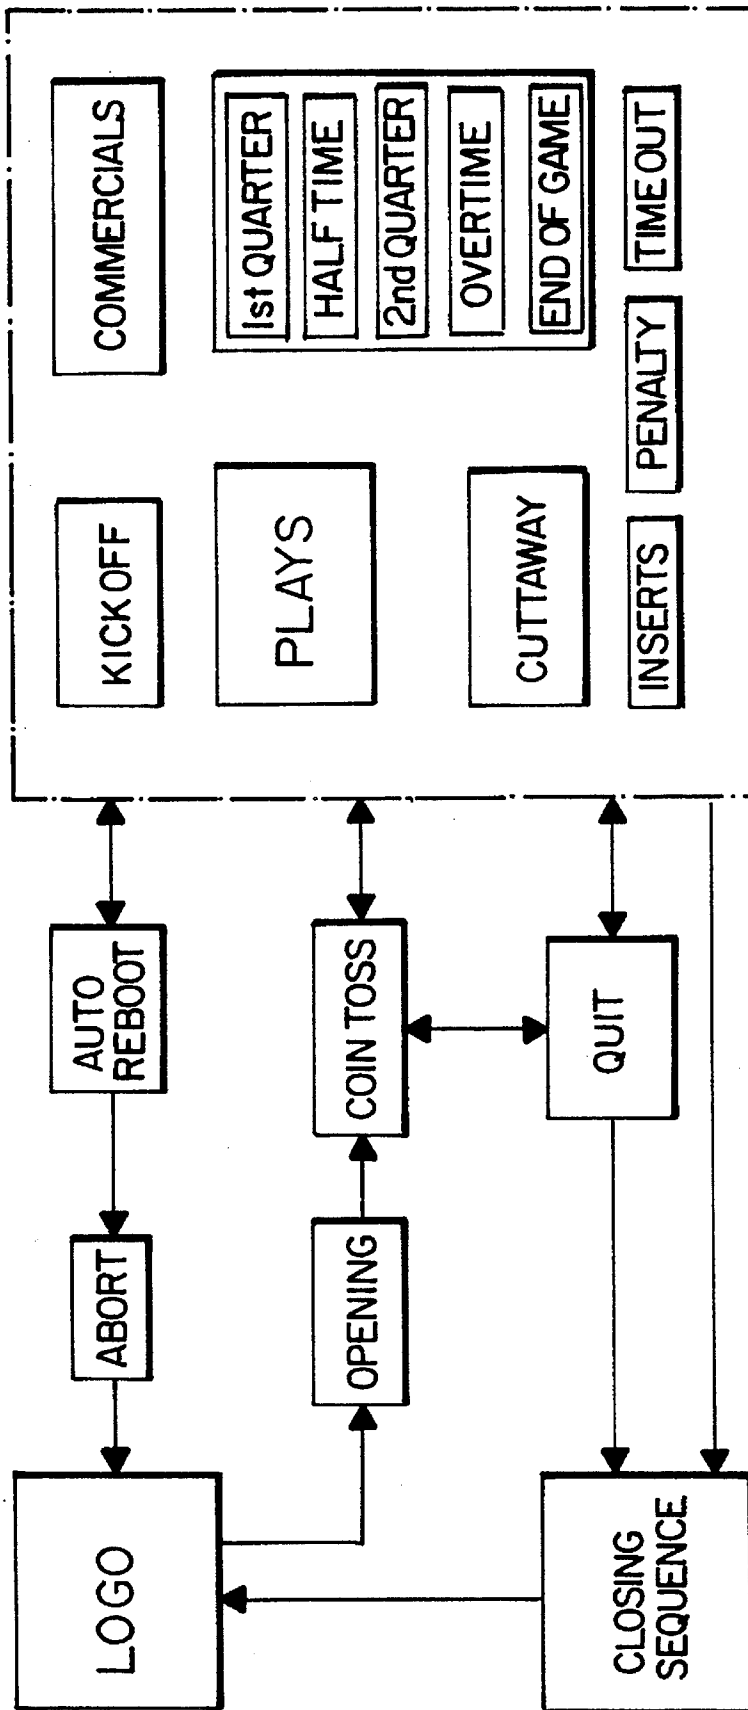 LOGO
ABORT
AUTO
REBOOT
KICK OFF
COMMERCIALS
OPENING
COIN TOSS
PLAYS
1st QUARTER
HALF TIME
2nd QUARTER
OVERTIME
END OF GAME
CLOSING
SEQUENCE
QUIT
CUTTAWAY
INSERTS
PENALTY
TIME OUT